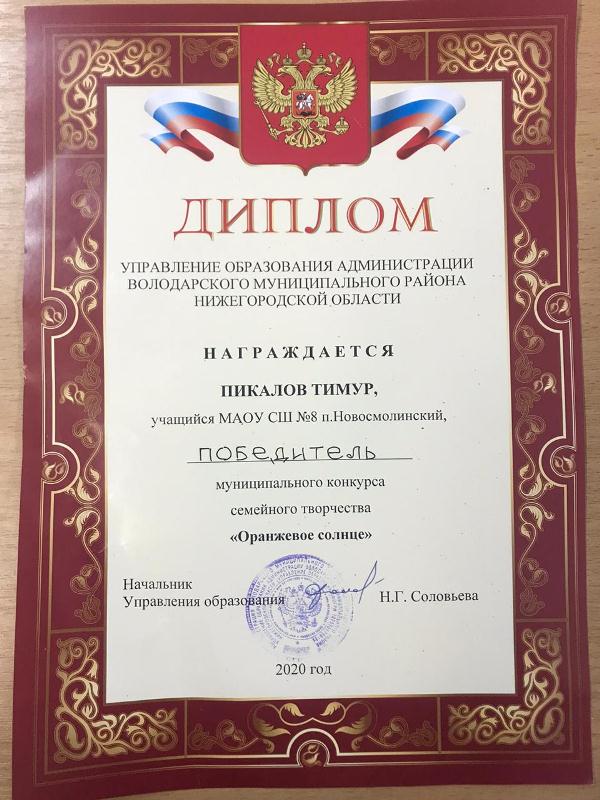 ДИПЛОМ
УПРАВЛЕНИЕ ОБРАЗОВАНИЯ АДМИНИСТРАЦИИ
ВОЛОДАРСКОГО МУНИЦИПАЛЬНОГО РАЙОНА
НИЖЕГОРОДСКОЙ ОБЛАСТИ
НАГРАЖДАЕТСЯ
ПИКАЛОВ ТИМУР,
учащийся МАОУ СШ №8 п.Новосмолинский,
ПОБЕДИТЕЛЬ
муниципального конкурса
семейного творчества
«Оранжевое солнце»
Начальник
Управления образования Н.Г. Соловьева
2020 год